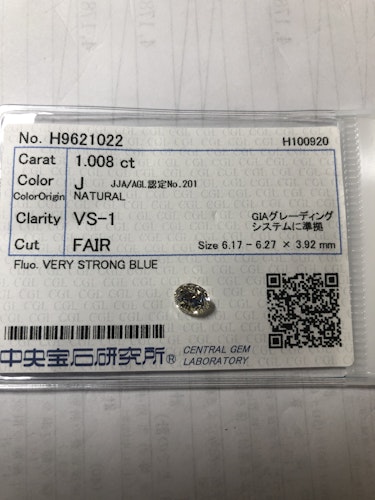 No. H9621022
H100920
Carat 1.008 ct
Color J JJA/AGL認定No.201
ColorOrigin NATURAL
Clarity VS-1 GIAグレーディング
システムに準拠
Cut FAIR Size 6.17 - 6.27 × 3.92 mm
Fluo. VERY STRONG BLUE
中央宝石研究所® CENTRAL GEM
LABORATORY